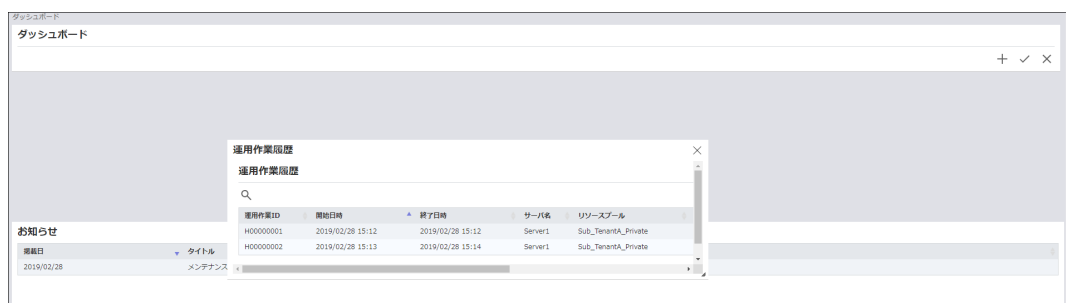 ダッシュボード
ダッシュボード
運用作業履歴
運用作業履歴
運用作業ID 開始日時 終了日時 サーバ名 リソースプール
H00000001 2019/02/28 15:12 2019/02/28 15:12 Server1 Sub_TenantA_Private
H00000002 2019/02/28 15:13 2019/02/28 15:14 Server1 Sub_TenantA_Private
お知らせ
掲載日 タイトル
2019/02/28 メンテナンス